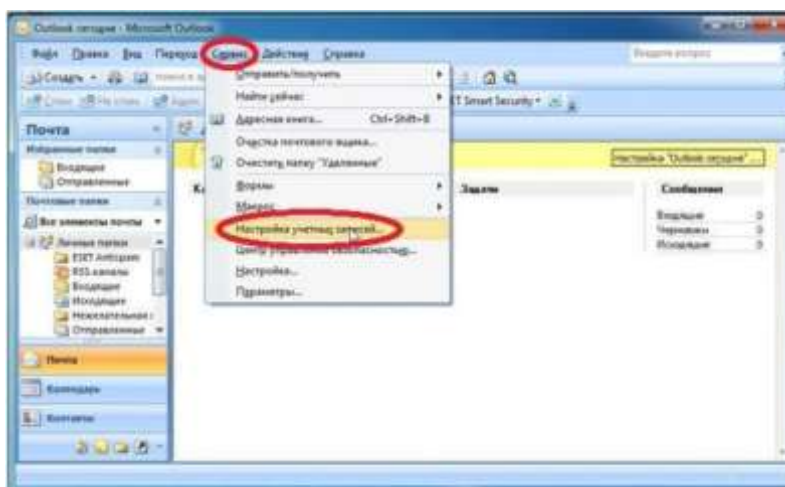 Outlook сегодня - Microsoft Outlook
Файл Правка Вид Переход Сервис Действия Справка
Введите вопрос
Создать
Отправить/получить
Найти сейчас
Адресная книга... Ctrl+Shift+B
Очистка почтового ящика...
Очистить папку "Удаленные"
Формы
Макрос
Настройка учетных записей...
Центр управления безопасностью...
Настройка...
Параметры...
ET Smart Security
Почта
Избранные папки
Входящие
Отправленные
Почтовые папки
Все элементы почты
Личные папки
ESET Antispam
RSS-каналы
Входящие
Исходящие
Нежелательная
Отправленные
Почта
Календарь
Контакты
Настройка "Outlook сегодня" ...
Задачи
Сообщения
Входящие 0
Черновики 0
Исходящие 0